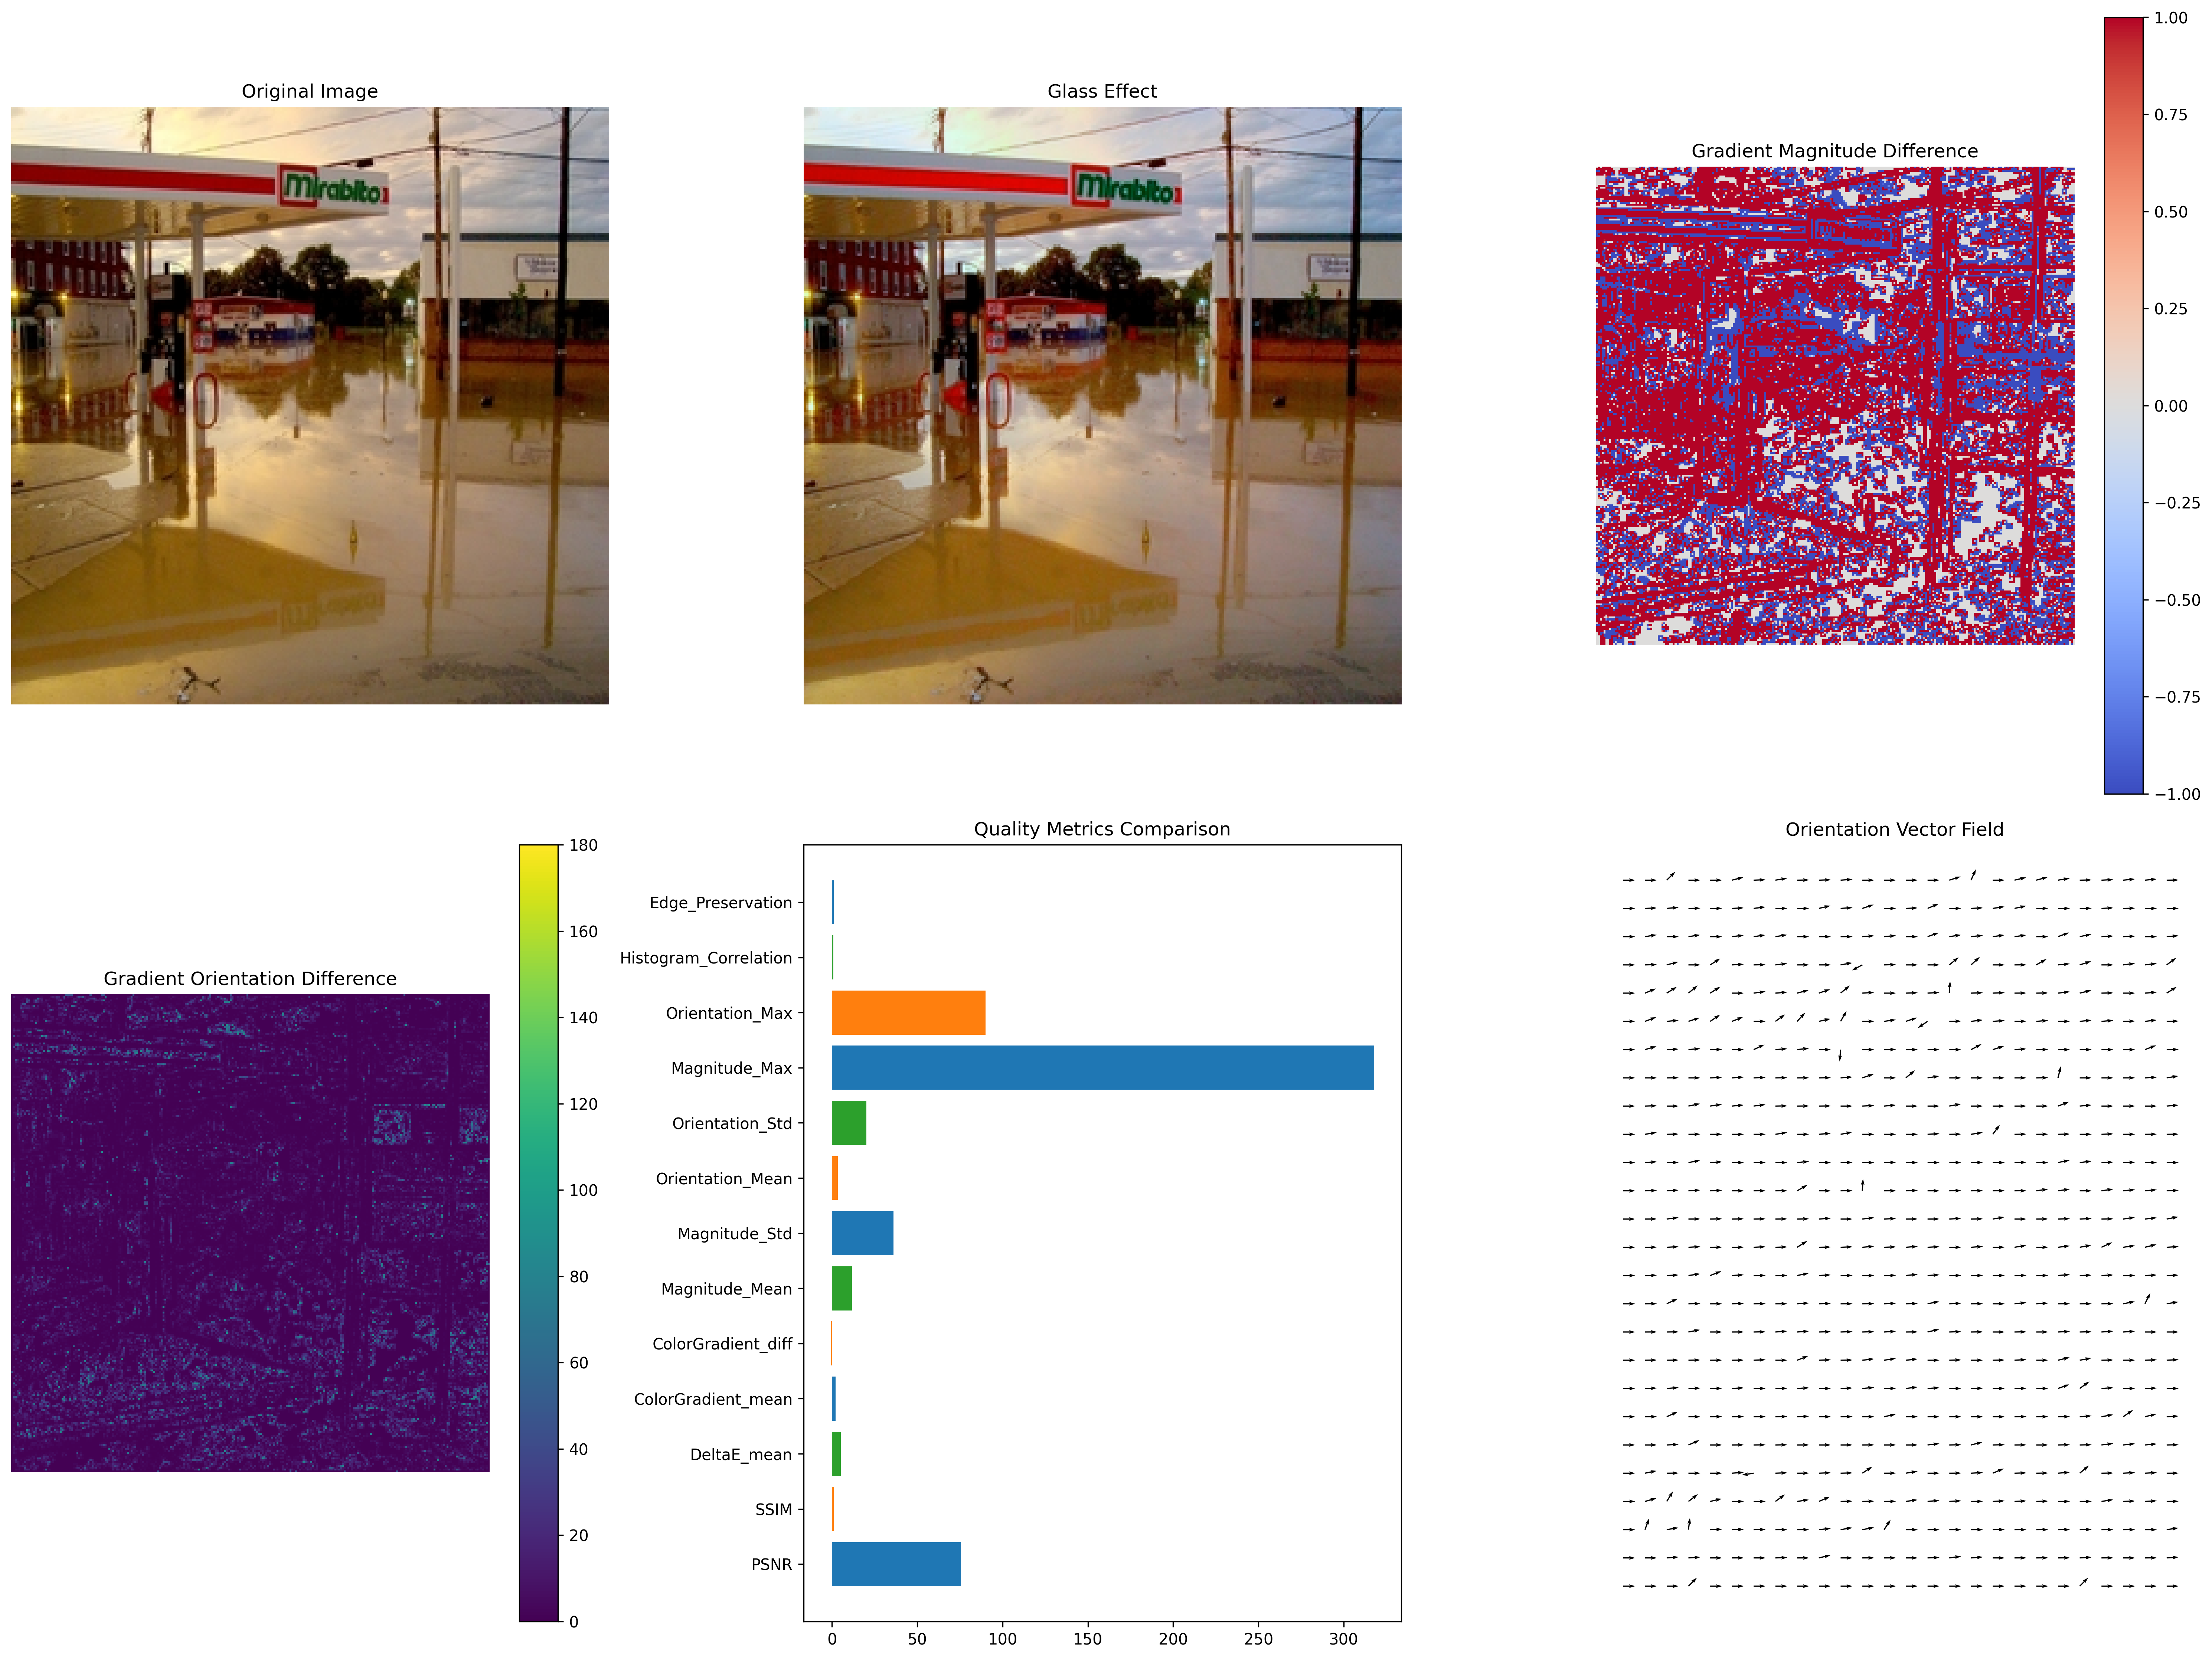 Original Image
Glass Effect
Gradient Magnitude Difference
Mirabito
Mirabito
1.00
0.75
0.50
0.25
0.00
−0.25
−0.50
−0.75
−1.00
Gradient Orientation Difference
180
160
140
120
100
80
60
40
20
0
Quality Metrics Comparison
Edge_Preservation
Histogram_Correlation
Orientation_Max
Magnitude_Max
Orientation_Std
Orientation_Mean
Magnitude_Std
Magnitude_Mean
ColorGradient_diff
ColorGradient_mean
DeltaE_mean
SSIM
PSNR
0 50 100 150 200 250 300
Orientation Vector Field